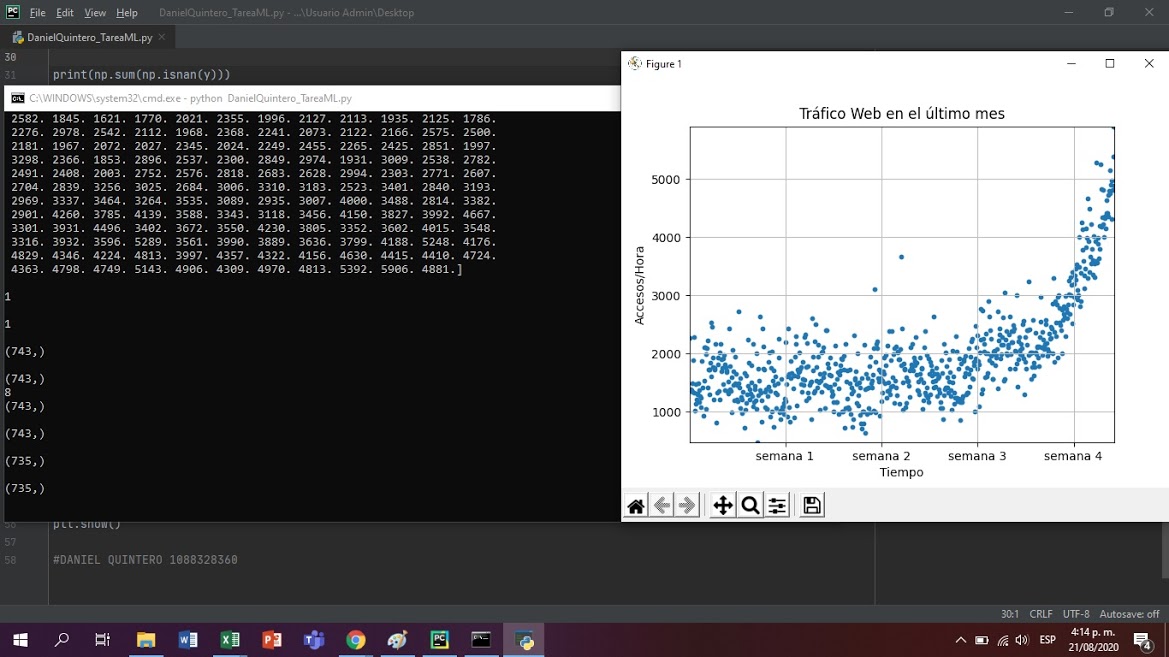 PC File Edit View Help DanielQuintero_TareaML.py - ...\Usuario Admin\Desktop
DanielQuintero_TareaML.py
30
31 print(np.sum(np.isnan(y)))
C:\WINDOWS\system32\cmd.exe - python DanielQuintero_TareaML.py
2582. 1845. 1621. 1770. 2021. 2355. 1996. 2127. 2113. 1935. 2125. 1786.
2276. 2978. 2542. 2112. 1968. 2368. 2241. 2073. 2122. 2166. 2575. 2500.
2181. 1967. 2072. 2027. 2345. 2024. 2249. 2455. 2265. 2425. 2851. 1997.
3298. 2366. 1853. 2896. 2537. 2300. 2849. 2974. 1931. 3009. 2538. 2782.
2491. 2408. 2003. 2752. 2576. 2818. 2683. 2628. 2994. 2303. 2771. 2607.
2704. 2839. 3256. 3025. 2684. 3006. 3310. 3183. 2523. 3401. 2840. 3193.
2969. 3337. 3464. 3264. 3535. 3089. 2935. 3007. 4000. 3488. 2814. 3382.
2901. 4260. 3785. 4139. 3588. 3343. 3118. 3456. 4150. 3827. 3992. 4667.
3301. 3931. 4496. 3402. 3672. 3550. 4230. 3805. 3352. 3602. 4015. 3548.
3316. 3932. 3596. 5289. 3561. 3990. 3889. 3636. 3799. 4188. 5248. 4176.
4829. 4346. 4224. 4813. 3997. 4357. 4322. 4156. 4630. 4415. 4410. 4724.
4363. 4798. 4749. 5143. 4906. 4309. 4970. 4813. 5392. 5906. 4881.]
1
1
(743,)
(743,)
8
(743,)
(743,)
(735,)
(735,)
Figure 1
Tráfico Web en el último mes
Accesos/Hora
5000
4000
3000
2000
1000
semana 1 semana 2 semana 3 semana 4
Tiempo
plt.show()
57
58 #DANIEL QUINTERO 1088328360
30:1 CRLF UTF-8 Autosave: off
ESP
4:14 p. m.
21/08/2020
4